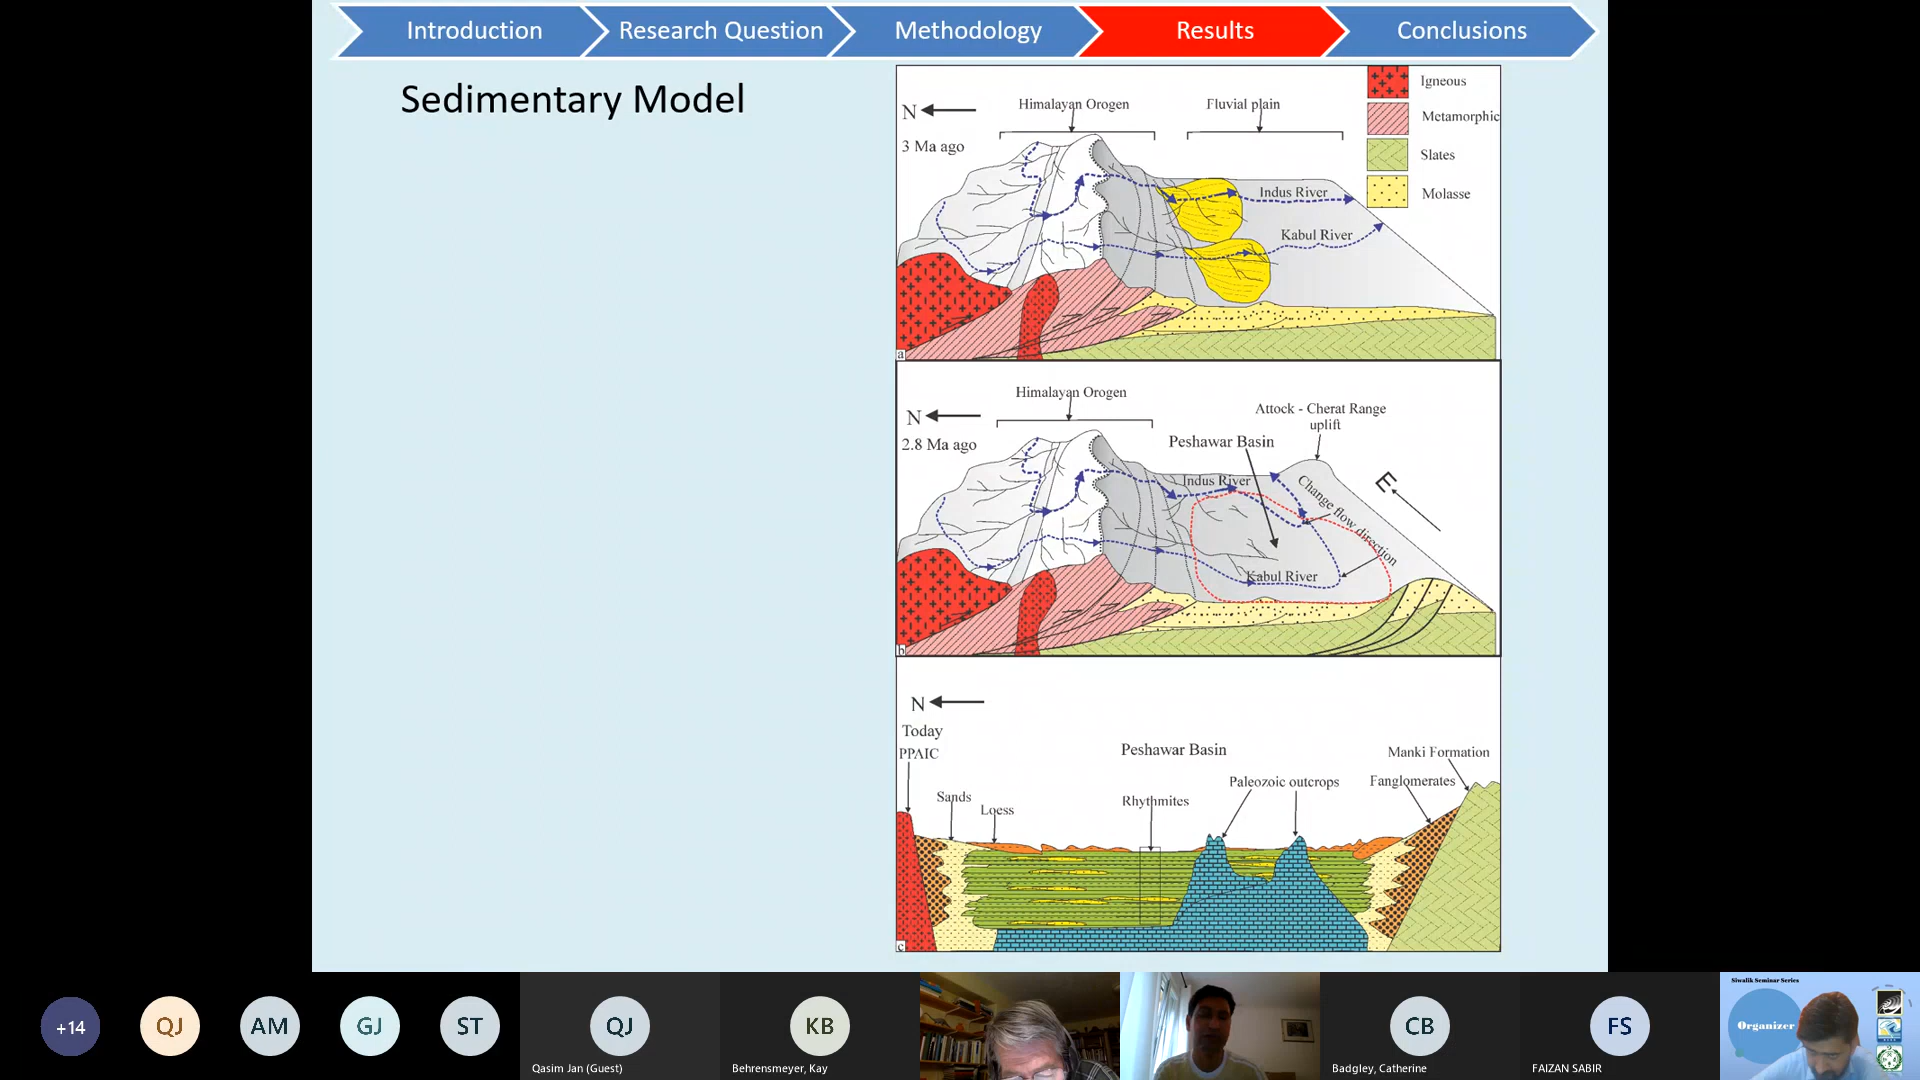 Introduction
Research Question
Methodology
Results
Conclusions
Sedimentary Model
N
3 Ma ago
Himalayan Orogen
Fluvial plain
Igneous
Metamorphic
Slates
Molasse
Indus River
Kabul River
a
N
2.8 Ma ago
Himalayan Orogen
Attock - Cherat Range
uplift
Peshawar Basin
E
Indus River
Change flow direction
Kabul River
b
N
Today
PPAIC
Peshawar Basin
Manki Formation
Sands
Loess
Rhythmites
Paleozoic outcrops
Fanglomerates
c
+14
QJ
AM
GJ
ST
QJ
Qasim Jan (Guest)
KB
Behrensmeyer, Kay
CB
Badgley, Catherine
FS
FAIZAN SABIR
Siwalik Seminar Series
Organizer